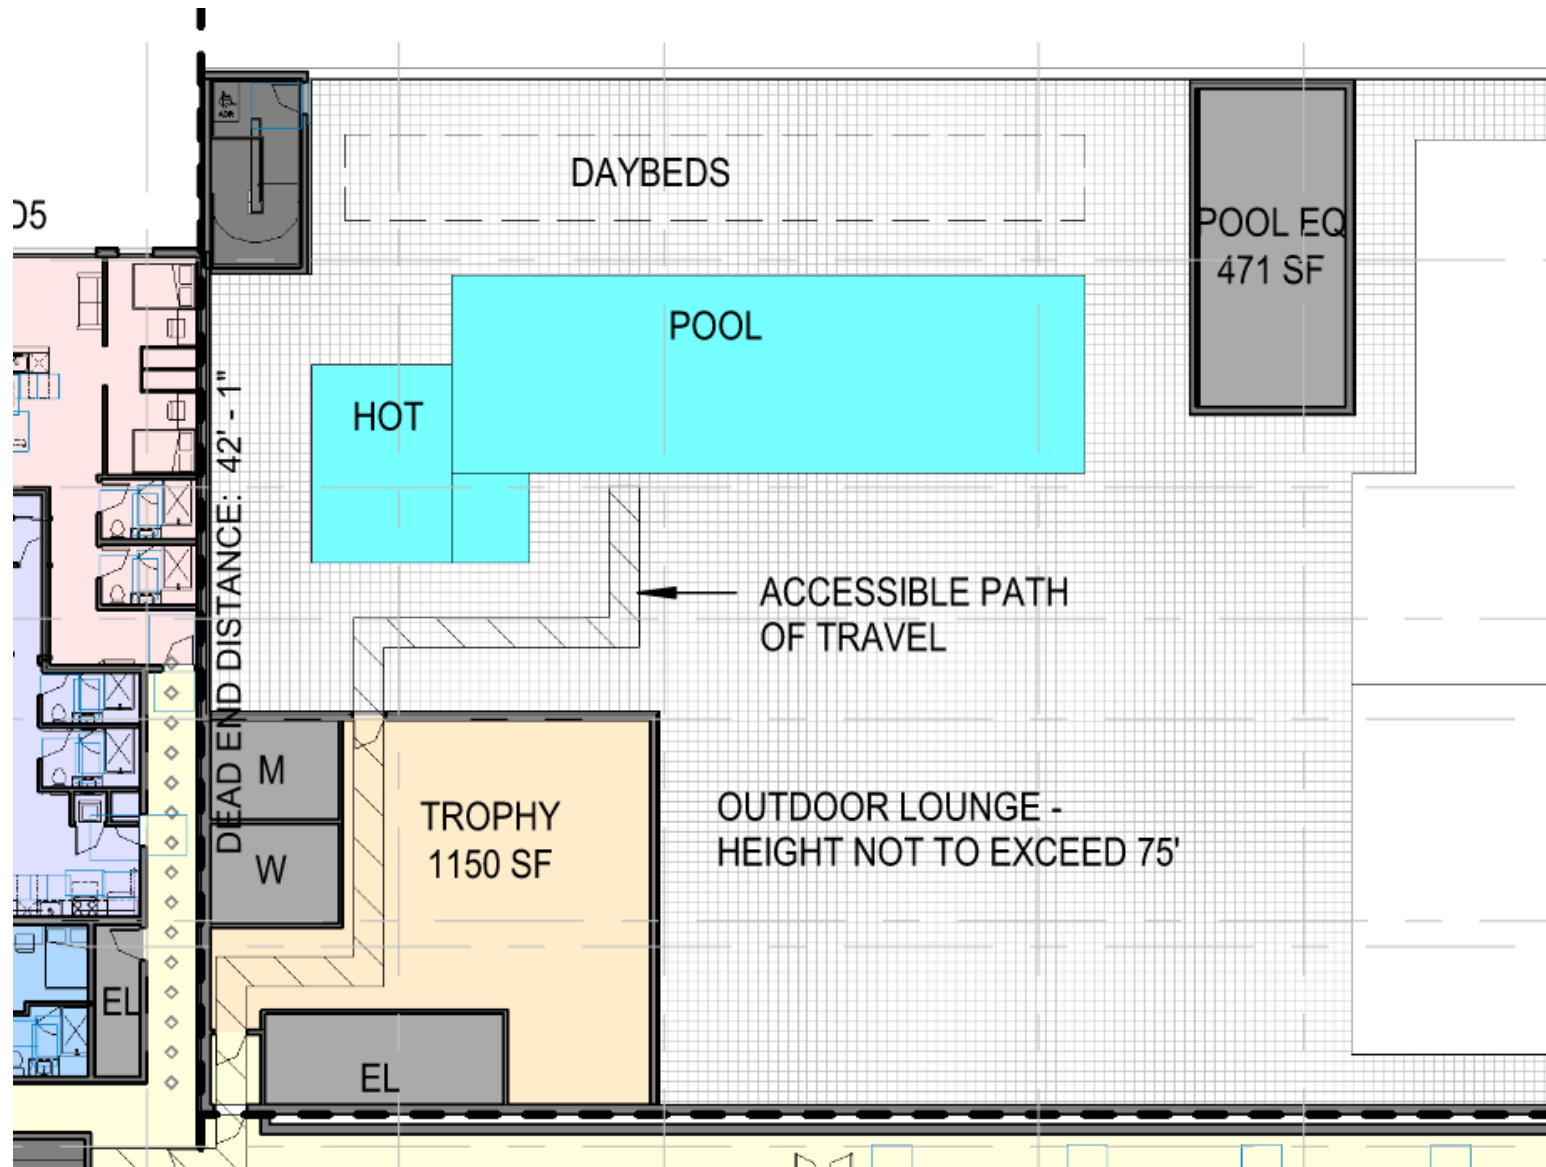 DAYBEDS
D5
POOL EQ
471 SF
POOL
HOT
DEAD END DISTANCE: 42' - 1"
ACCESSIBLE PATH
OF TRAVEL
M
TROPHY
1150 SF
W
OUTDOOR LOUNGE -
HEIGHT NOT TO EXCEED 75'
EL
EL